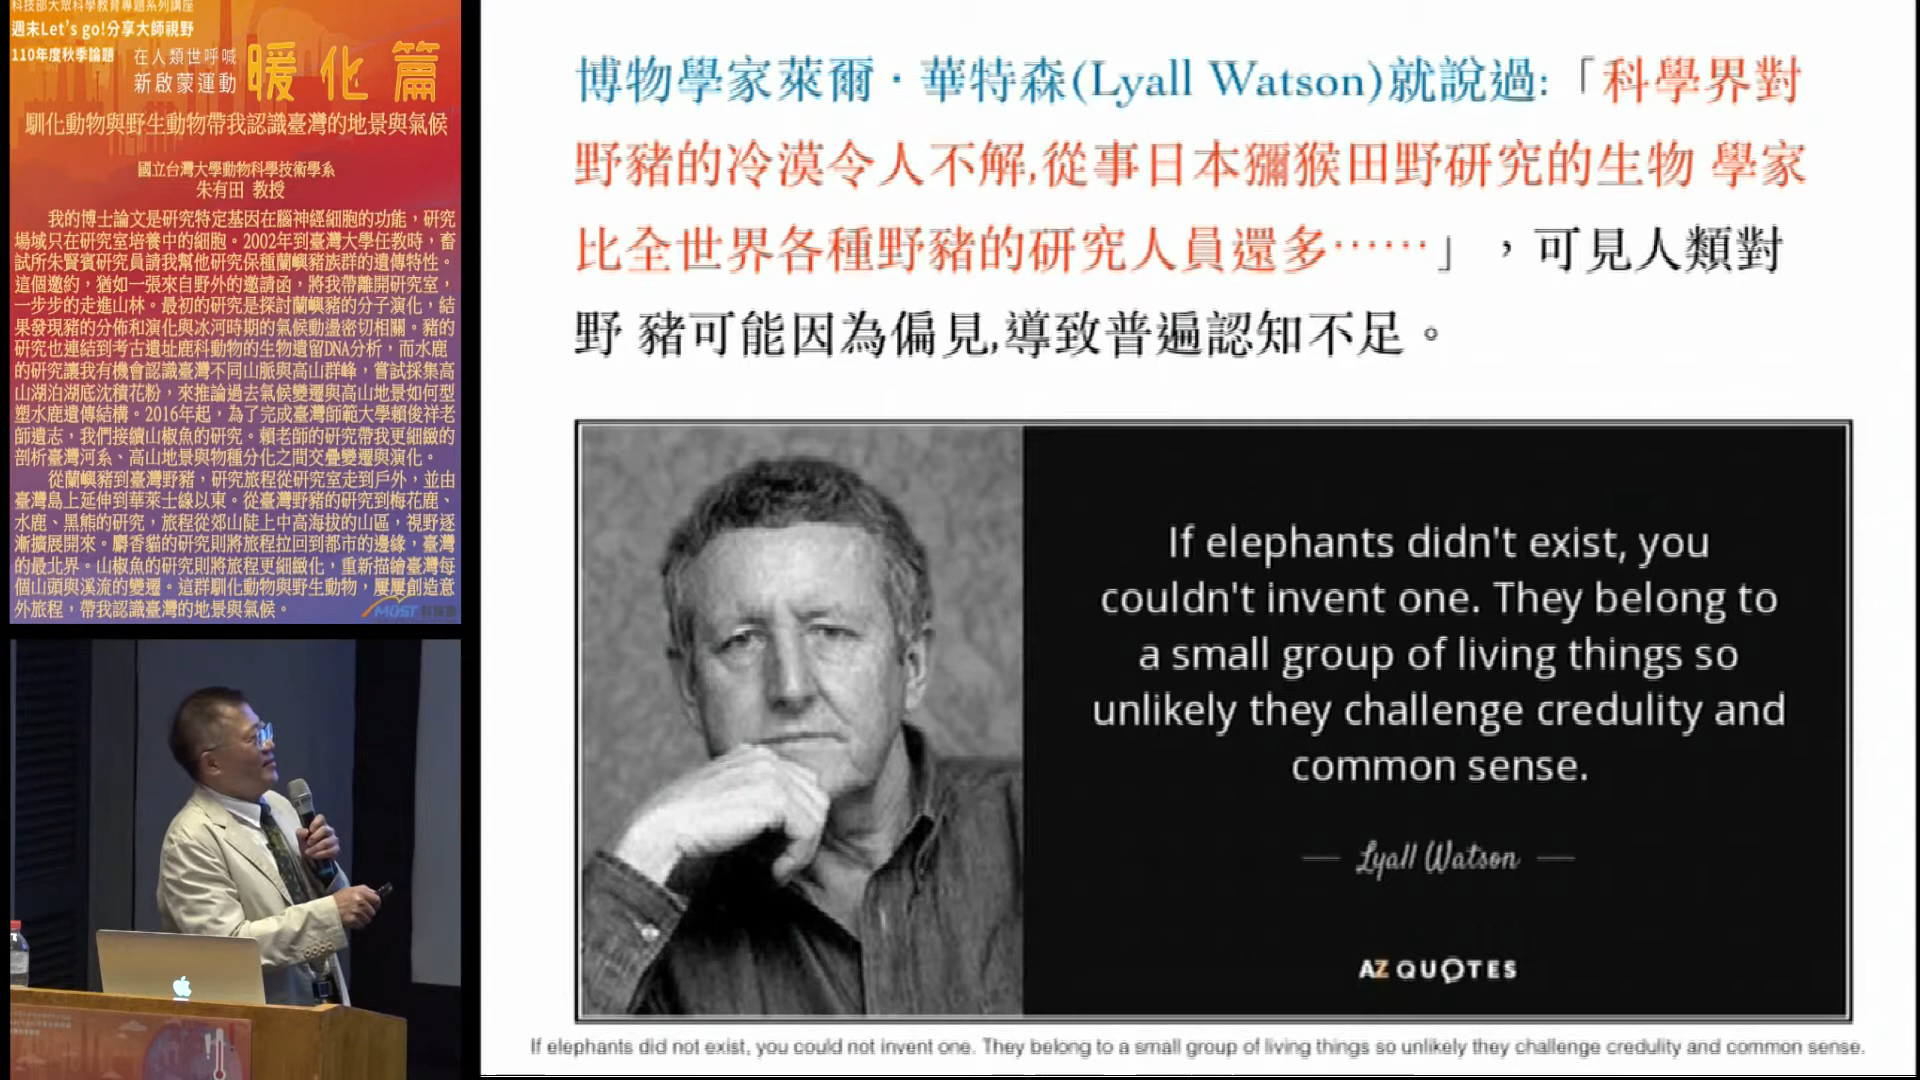 科技部大眾科學教育專題系列講座
週末Let's go!分享大師視野
110年度秋季論題
在人類世呼喊
新啟蒙運動
暖化篇
馴化動物與野生動物帶我認識臺灣的地景與氣候
國立台灣大學動物科學技術學系
朱有田 教授
我的博士論文是研究特定基因在腦神經細胞的功能，研究
場域只在研究室培養中的細胞。2002年到臺灣大學任教時，畜
試所朱賢賓研究員請我幫他研究保種蘭嶼豬族群的遺傳特性。
這個邀約，猶如一張來自野外的邀請函，將我帶離開研究室，
一步步的走進山林。最初的研究是探討蘭嶼豬的分子演化，結
果發現豬的分佈和演化與冰河時期的氣候動盪密切相關。豬的
研究也連結到考古遺址鹿科動物的生物遺留DNA分析，而水鹿
的研究讓我有機會認識臺灣不同山脈與高山群峰，嘗試採集高
山湖泊湖底沈積花粉，來推論過去氣候變遷與高山地景如何型
塑水鹿遺傳結構。2016年起，為了完成臺灣師範大學賴俊祥老
師遺志，我們接續山椒魚的研究。賴老師的研究帶我更細緻的
剖析臺灣河系、高山地景與物種分化之間交疊變遷與演化。
從蘭嶼豬到臺灣野豬，研究旅程從研究室走到戶外，並由
臺灣島上延伸到華萊士線以東。從臺灣野豬的研究到梅花鹿、
水鹿、黑熊的研究，旅程從郊山陡上中高海拔的山區，視野逐
漸擴展開來。麝香貓的研究則將旅程拉回到都市的邊緣，臺灣
的最北界。山椒魚的研究則將旅程更細緻化，重新描繪臺灣每
個山頭與溪流的變遷。這群馴化動物與野生動物，屢屢創造意
外旅程，帶我認識臺灣的地景與氣候。
MOST 科技部
博物學家萊爾·華特森(Lyall Watson)就說過:「科學界對
野豬的冷漠令人不解,從事日本獼猴田野研究的生物 學家
比全世界各種野豬的研究人員還多⋯⋯」，可見人類對
野 豬可能因為偏見,導致普遍認知不足。
If elephants didn't exist, you
couldn't invent one. They belong to
a small group of living things so
unlikely they challenge credulity and
common sense.
— Lyall Watson —
AZ QUOTES
If elephants did not exist, you could not invent one. They belong to a small group of living things so unlikely they challenge credulity and common sense.